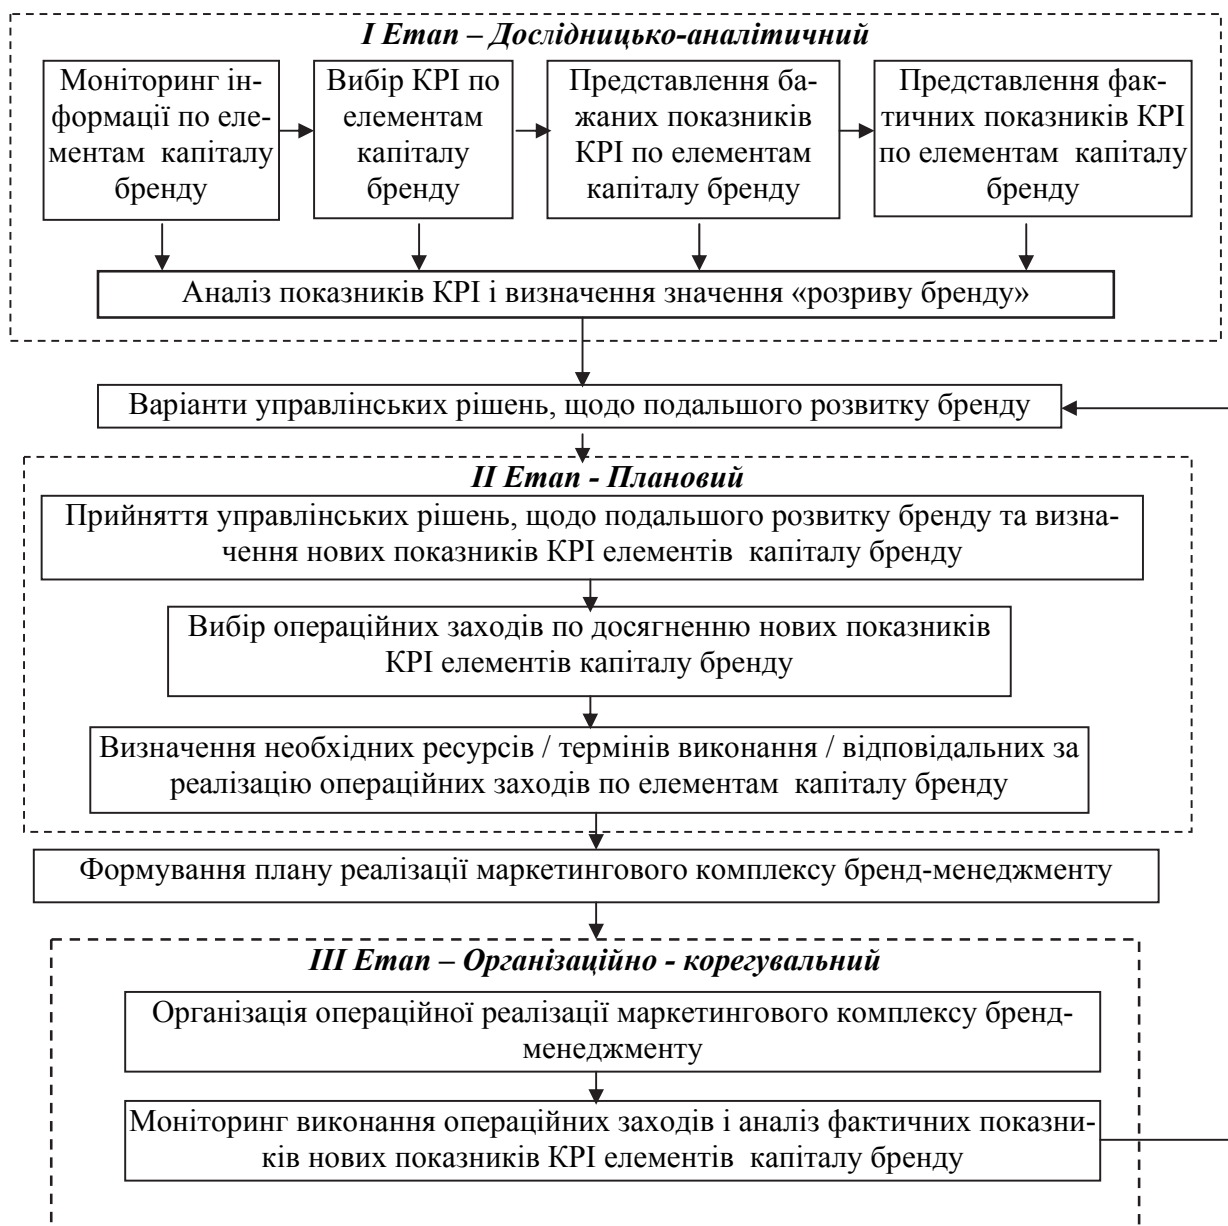 I Етап – Дослідницько-аналітичний
Моніторинг ін-
формації по еле-
ментам капіталу
бренду
Вибір КРІ по
елементам
капіталу
бренду
Представлення ба-
жаних показників
КРІ по елементам
капіталу бренду
Представлення фак-
тичних показників КРІ
по елементам капіталу
бренду
Аналіз показників КРІ і визначення значення «розриву бренду»
Варіанти управлінських рішень, щодо подальшого розвитку бренду
II Етап - Плановий
Прийняття управлінських рішень, щодо подальшого розвитку бренду та визна-
чення нових показників КРІ елементів капіталу бренду
Вибір операційних заходів по досягненню нових показників
КРІ елементів капіталу бренду
Визначення необхідних ресурсів / термінів виконання / відповідальних за
реалізацію операційних заходів по елементам капіталу бренду
Формування плану реалізації маркетингового комплексу бренд-менеджменту
III Етап – Організаційно - корегувальний
Організація операційної реалізації маркетингового комплексу бренд-
менеджменту
Моніторинг виконання операційних заходів і аналіз фактичних показни-
ків нових показників КРІ елементів капіталу бренду